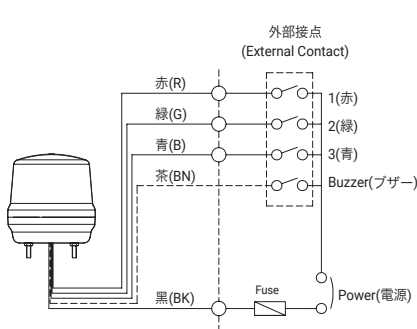 外部接点
(External Contact)
赤(R)
1(赤)
緑(G)
2(緑)
青(B)
3(青)
茶(BN)
Buzzer(ブザー)
黒(BK)
Fuse
Power(電源)